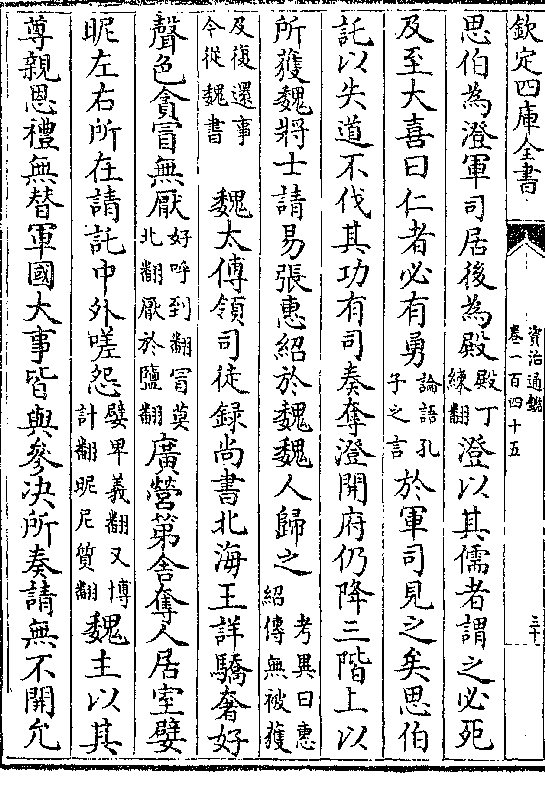 欽定四庫全書
資治通鑑
卷一百四十五
三十
思伯為澄軍司居後為殿殿丁練翻澄以其儒者謂之必死
及至大喜曰仁者必有勇論語孔子之言於軍司見之矣思伯
託以失道不伐其功有司奏奪澄開府仍降三階上以
所獲魏將士請易張惠紹於魏魏人歸之考異曰惠紹傳無被獲
及復還事今從魏書 魏太傅領司徒録尚書北海王詳驕奢好
聲色貪冒無厭好呼到翻冒莫北翻厭於鹽翻廣營第舍奪人居室嬖
昵左右所在請託中外嗟怨嬖卑義翻又博計翻昵尼質翻魏主以其
尊親恩禮無替軍國大事皆與參決所奏請無不開允